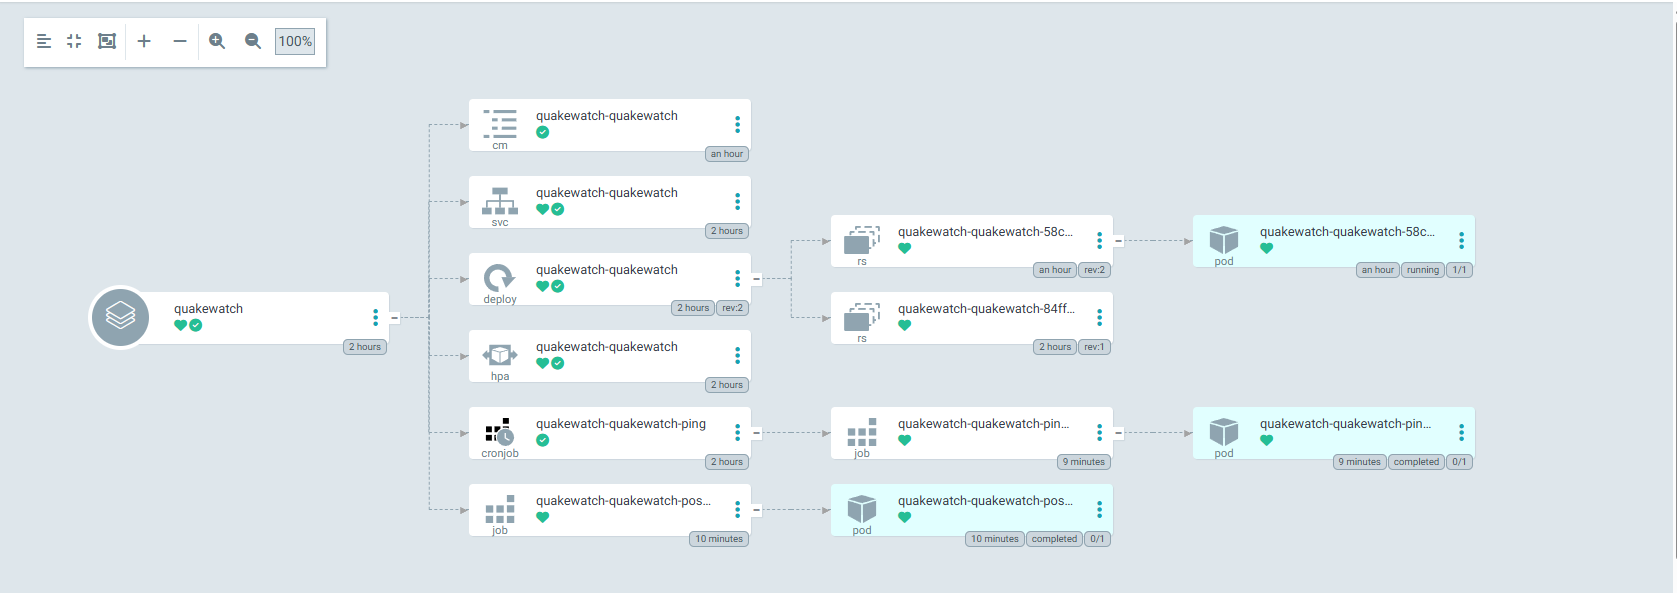 100%
quakewatch
2 hours
quakewatch-quakewatch
cm
an hour
quakewatch-quakewatch
svc
2 hours
quakewatch-quakewatch
deploy
2 hours rev:2
quakewatch-quakewatch
hpa
2 hours
quakewatch-quakewatch-ping
cronjob
2 hours
quakewatch-quakewatch-pos...
job
10 minutes
quakewatch-quakewatch-58c...
rs
an hour rev:2
quakewatch-quakewatch-84ff...
rs
2 hours rev:1
quakewatch-quakewatch-pin...
job
9 minutes
quakewatch-quakewatch-pos...
pod
10 minutes completed 0/1
quakewatch-quakewatch-58c...
pod
an hour running 1/1
quakewatch-quakewatch-pin...
pod
9 minutes completed 0/1